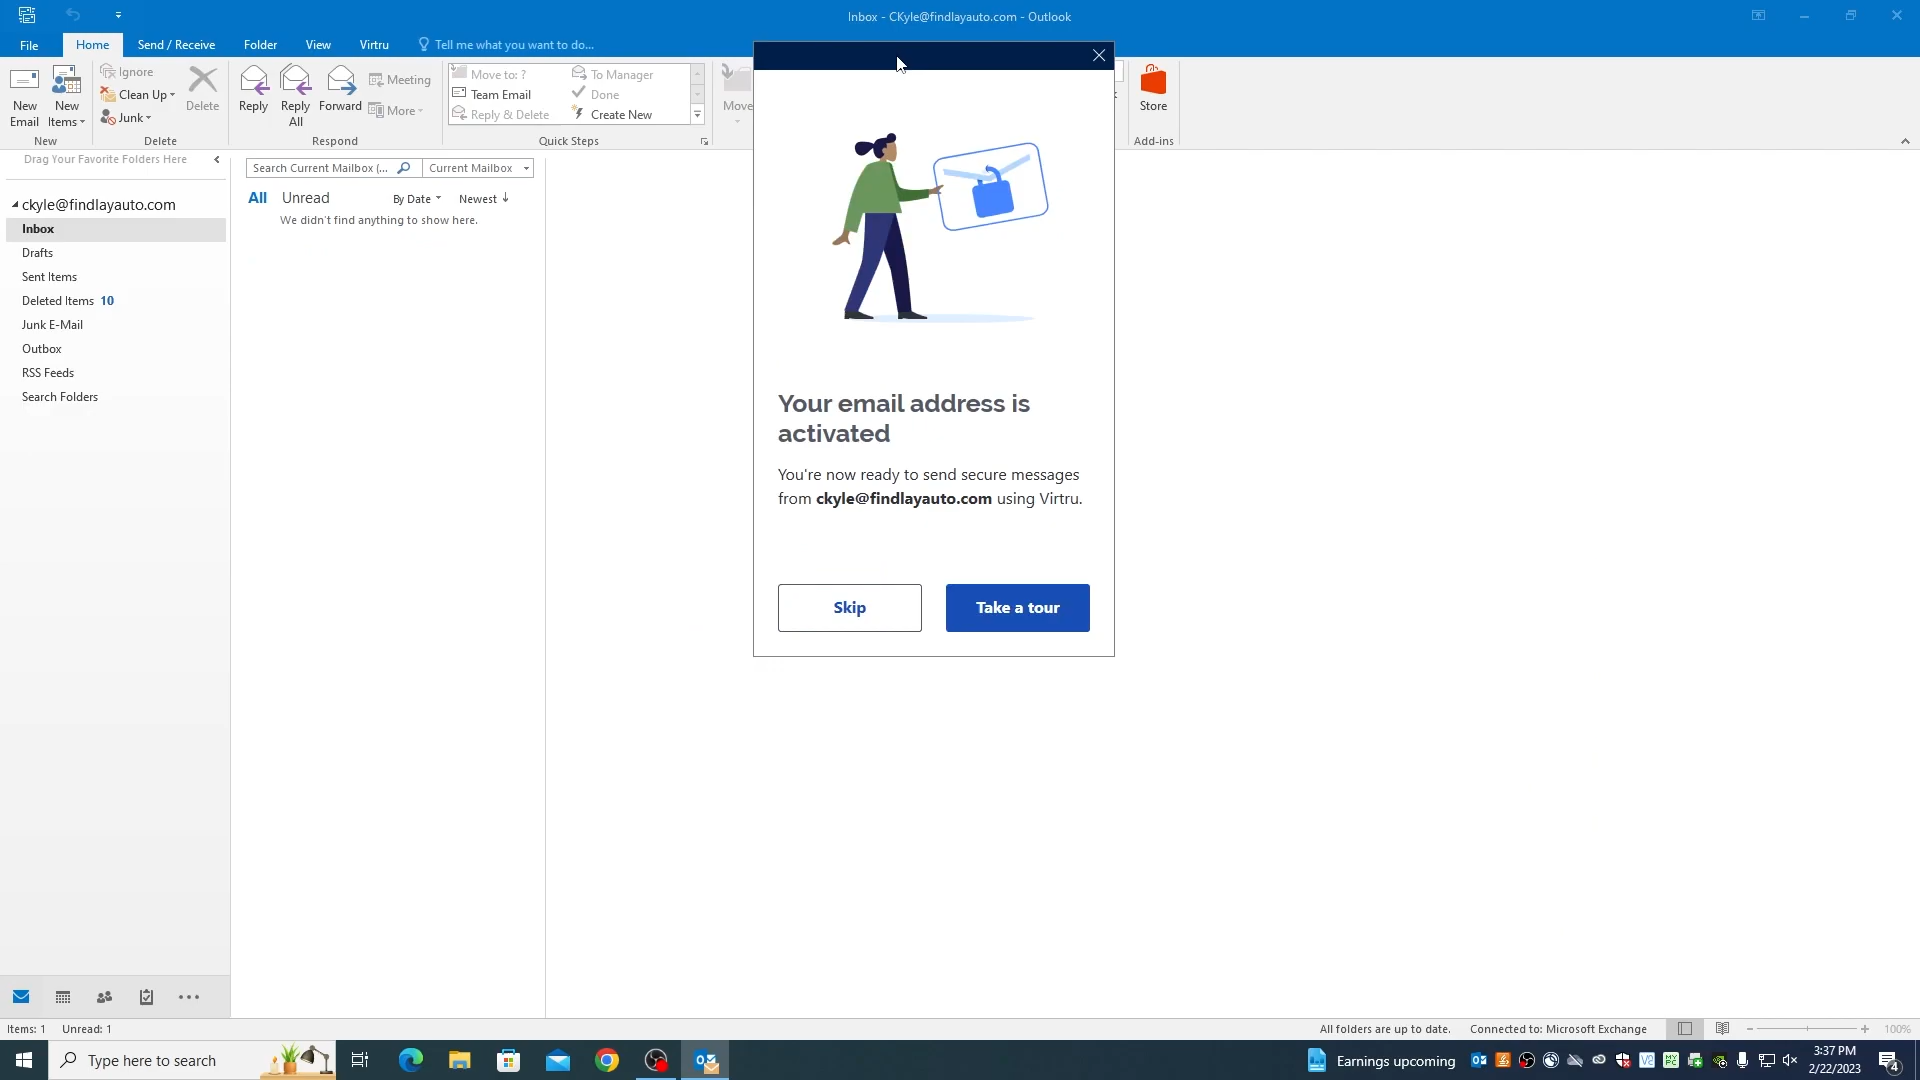 Inbox - CKyle@findlayauto.com - Outlook
File Home Send / Receive Folder View Virtru Tell me what you want to do...
New Email
New Items
Ignore
Clean Up
Junk
Delete
Reply
Reply All
Forward
Meeting
More
Move to: ?
Team Email
Reply & Delete
To Manager
Done
Create New
Move
Store
New Delete Respond Quick Steps Add-ins
Drag Your Favorite Folders Here
ckyle@findlayauto.com
Inbox
Drafts
Sent Items
Deleted Items 10
Junk E-Mail
Outbox
RSS Feeds
Search Folders
Search Current Mailbox (... Current Mailbox
All Unread By Date Newest
We didn't find anything to show here.
Your email address is
activated
You're now ready to send secure messages
from ckyle@findlayauto.com using Virtru.
Skip Take a tour
Items: 1 Unread: 1 All folders are up to date. Connected to: Microsoft Exchange 100%
Type here to search
Earnings upcoming
3:37 PM
2/22/2023
4